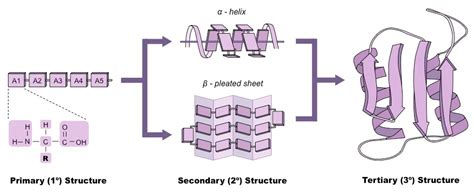 α - helix
A1 A2 A3 A4 A5
β - pleated sheet
H H O
N C C OH
H R
Primary (1°) Structure
Secondary (2°) Structure
Tertiary (3°) Structure